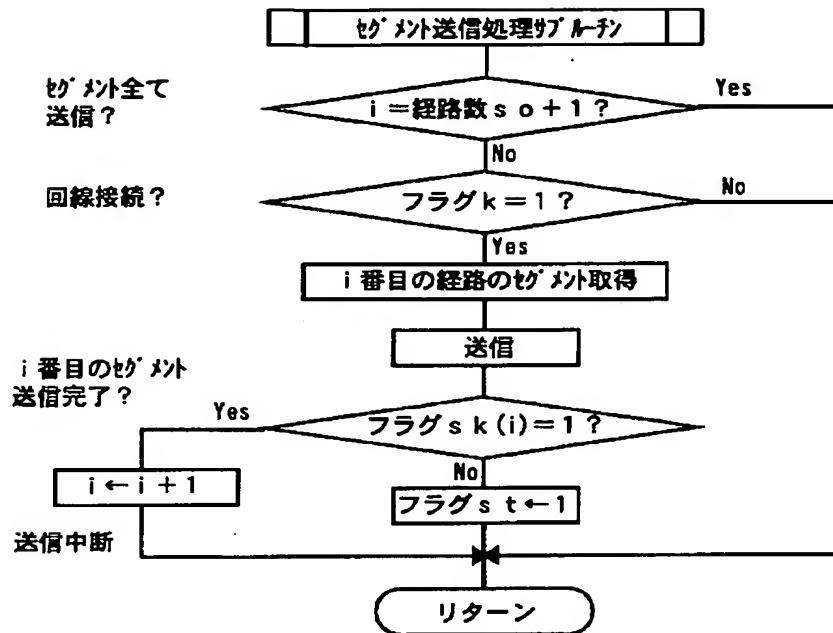 ｾｸﾞﾒﾝﾄ送信処理ｻﾌﾞﾙｰﾁﾝ
ｾｸﾞﾒﾝﾄ全て
送信？
i＝経路数so＋1？
Yes
No
回線接続？
フラグk＝1？
No
Yes
i番目の経路のｾｸﾞﾒﾝﾄ取得
送信
i番目のｾｸﾞﾒﾝﾄ
送信完了？
Yes
フラグsk(i)＝1？
No
i←i＋1
フラグst←1
送信中断
リターン